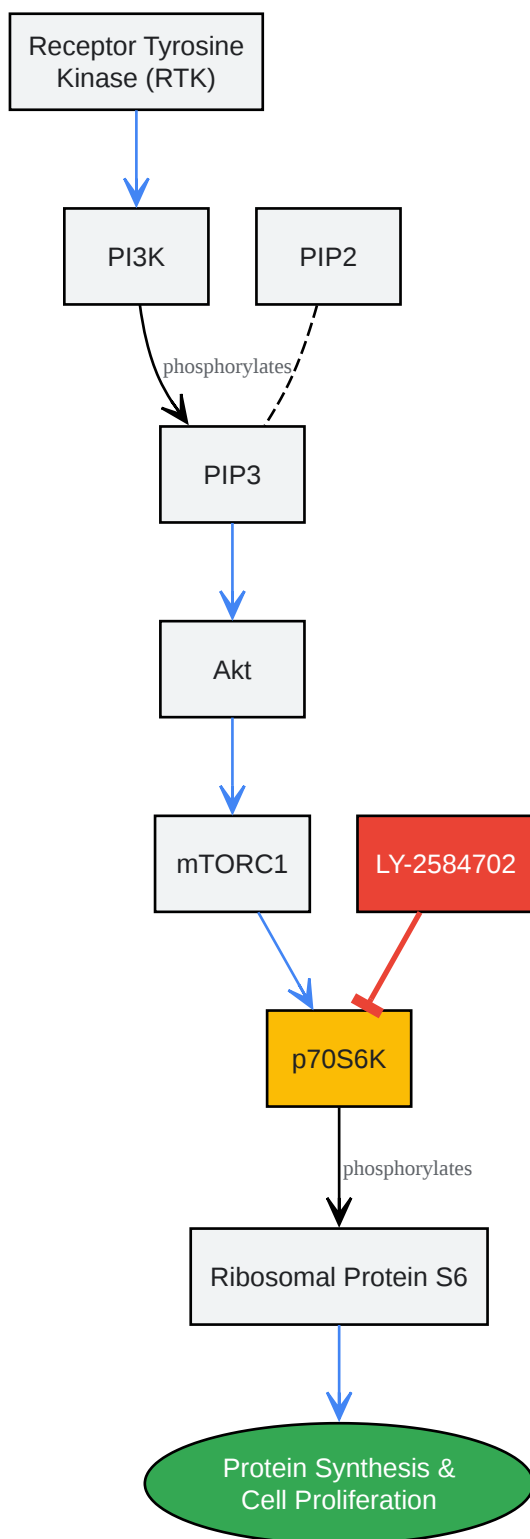 Receptor Tyrosine
Kinase (RTK)
PI3K
PIP2
phosphorylates
PIP3
Akt
mTORC1
LY-2584702
p70S6K
phosphorylates
Ribosomal Protein S6
Protein Synthesis &
Cell Proliferation